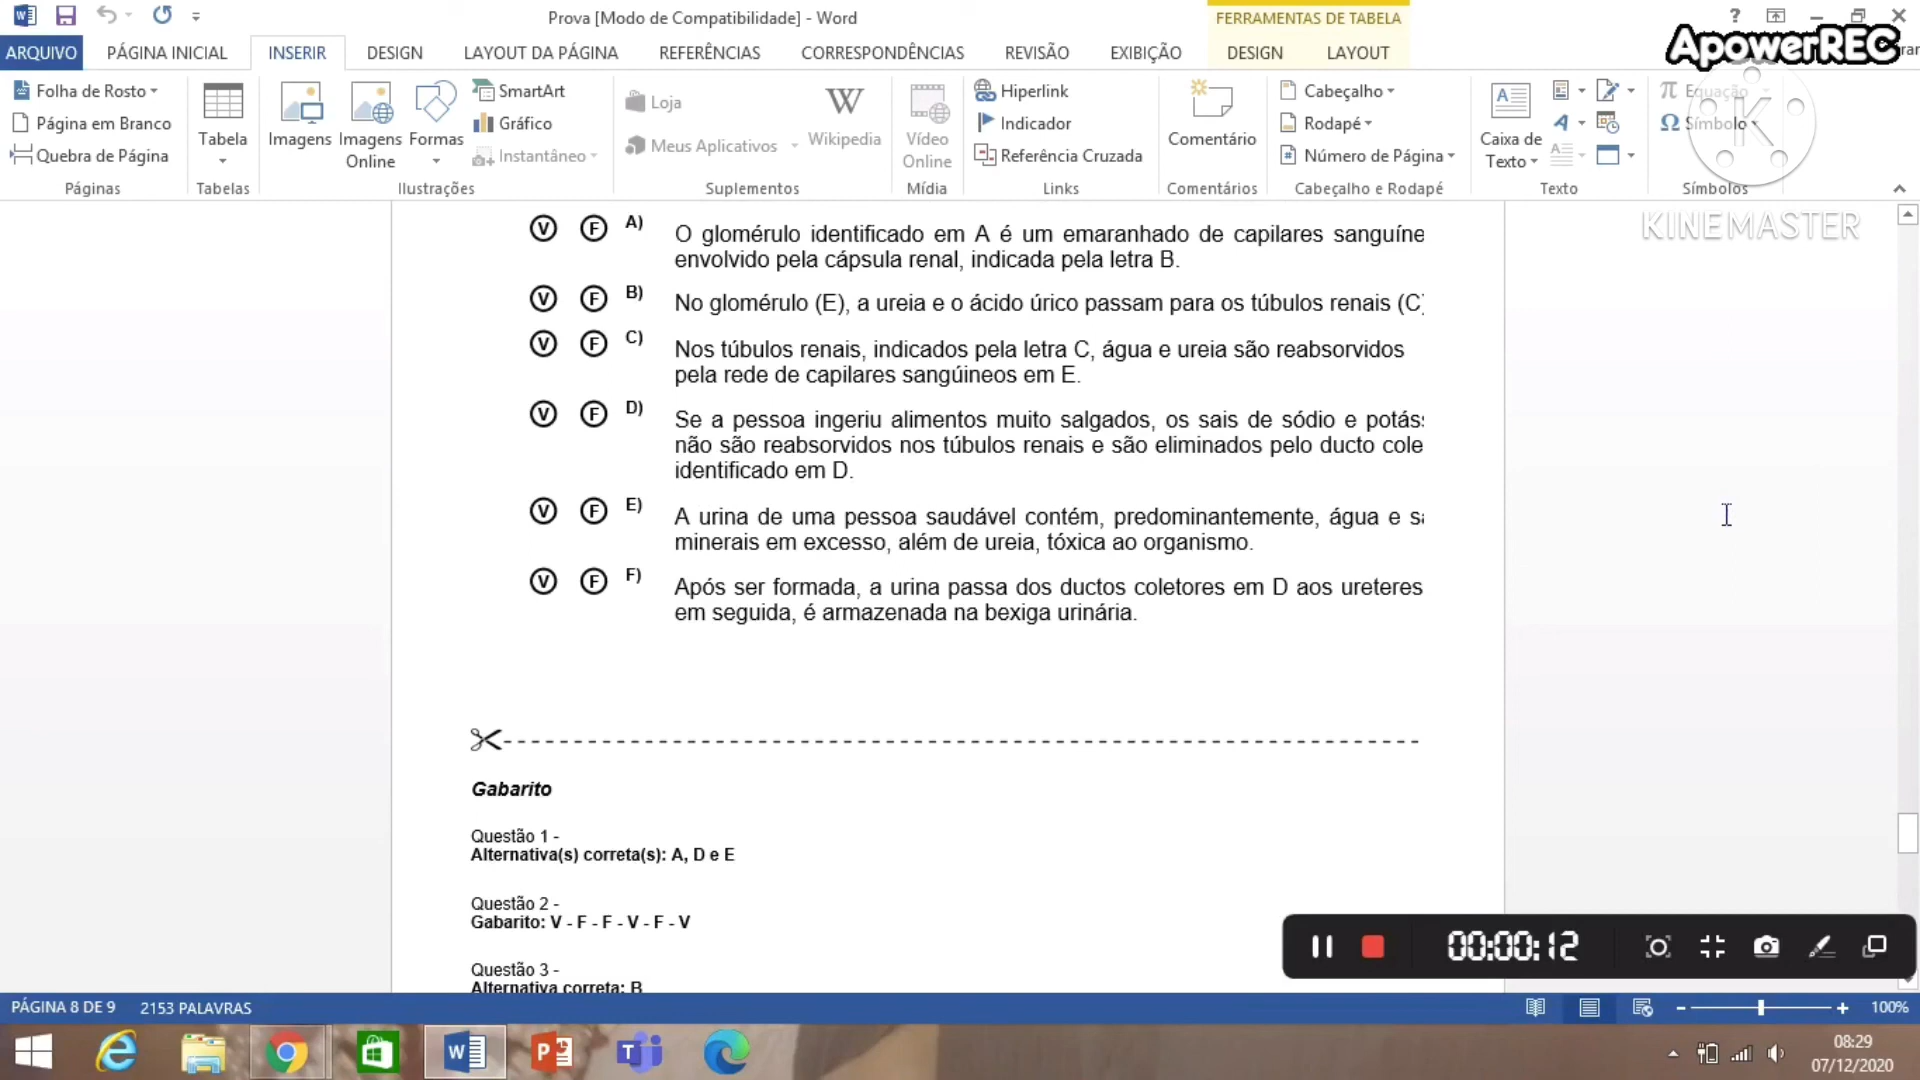 Prova [Modo de Compatibilidade] - Word
FERRAMENTAS DE TABELA
?
ARQUIVO PÁGINA INICIAL INSERIR DESIGN LAYOUT DA PÁGINA REFERÊNCIAS CORRESPONDÊNCIAS REVISÃO EXIBIÇÃO DESIGN LAYOUT
ApowerREC
Folha de Rosto
Página em Branco
Quebra de Página
Páginas
Tabela
Tabelas
Imagens
Imagens Online
Formas
SmartArt
Gráfico
Instantâneo
Ilustrações
Loja
Meus Aplicativos
Wikipedia
Suplementos
Vídeo Online
Mídia
Hiperlink
Indicador
Referência Cruzada
Links
Comentário
Comentários
Cabeçalho
Rodapé
Número de Página
Cabeçalho e Rodapé
Caixa de Texto
Texto
π Equação
Ω Símbolo
Símbolos
K
KINEMASTER
V F A) O glomérulo identificado em A é um emaranhado de capilares sanguíne
envolvido pela cápsula renal, indicada pela letra B.
V F B) No glomérulo (E), a ureia e o ácido úrico passam para os túbulos renais (C)
V F C) Nos túbulos renais, indicados pela letra C, água e ureia são reabsorvidos
pela rede de capilares sangúineos em E.
V F D) Se a pessoa ingeriu alimentos muito salgados, os sais de sódio e potáss
não são reabsorvidos nos túbulos renais e são eliminados pelo ducto cole
identificado em D.
V F E) A urina de uma pessoa saudável contém, predominantemente, água e sa
minerais em excesso, além de ureia, tóxica ao organismo.
V F F) Após ser formada, a urina passa dos ductos coletores em D aos ureteres
em seguida, é armazenada na bexiga urinária.
Gabarito
Questão 1 -
Alternativa(s) correta(s): A, D e E
Questão 2 -
Gabarito: V - F - F - V - F - V
Questão 3 -
Alternativa correta: B
00:00:12
PÁGINA 8 DE 9 2153 PALAVRAS
100%
08:29
07/12/2020